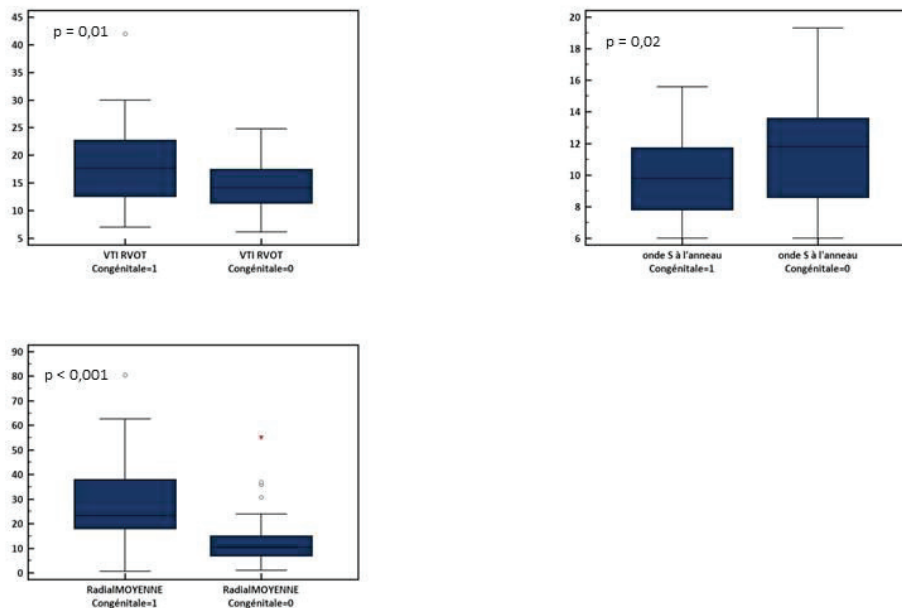 45
40
35
30
25
20
15
10
5
p = 0,01
VTI RVOT
Congénitale=1
VTI RVOT
Congénitale=0
20
18
16
14
12
10
8
6
p = 0,02
onde S à l'anneau
Congénitale=1
onde S à l'anneau
Congénitale=0
90
80
70
60
50
40
30
20
10
0
p < 0,001
RadialMOYENNE
Congénitale=1
RadialMOYENNE
Congénitale=0